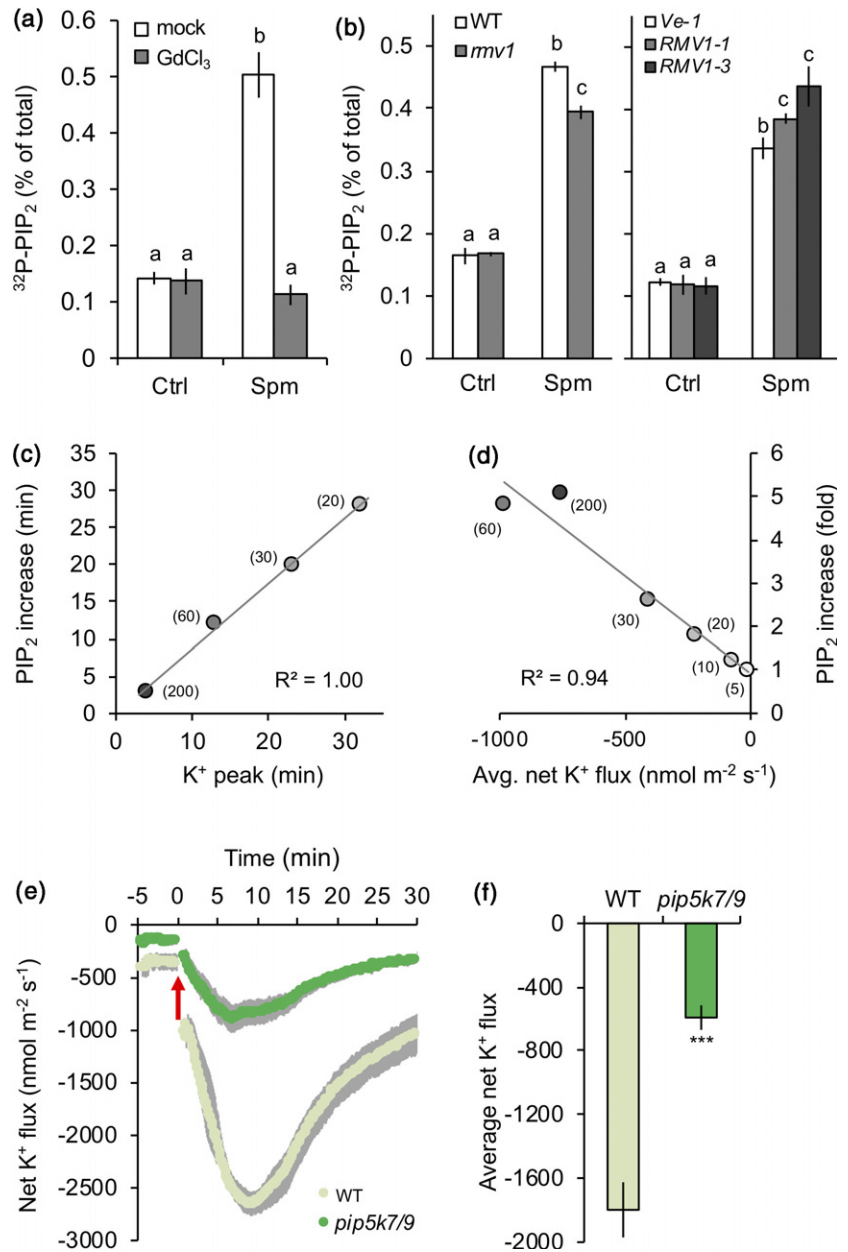 (a)
mock
GdCl₃
³²P-PIP₂ (% of total)
0.6
0.5
0.4
0.3
0.2
0.1
0
a a b a
Ctrl Spm
(b)
WT
rmv1
³²P-PIP₂ (% of total)
0.5
0.4
0.3
0.2
0.1
0
a a b c
Ctrl Spm
Ve-1
RMV1-1
RMV1-3
a a a b c c
Ctrl Spm
(c)
PIP₂ increase (min)
35
30
25
20
15
10
5
0
(20)
(30)
(60)
(200)
R² = 1.00
0 10 20 30
K⁺ peak (min)
(d)
6
5
4
3
2
1
0
PIP₂ increase (fold)
(60)
(200)
(30)
(20)
(10)
(5)
R² = 0.94
-1000 -500 0
Avg. net K⁺ flux (nmol m⁻² s⁻¹)
(e)
Time (min)
-5 0 5 10 15 20 25 30
Net K⁺ flux (nmol m⁻² s⁻¹)
0
-500
-1000
-1500
-2000
-2500
-3000
WT
pip5k7/9
(f)
WT pip5k7/9
Average net K⁺ flux
0
-400
-800
-1200
-1600
-2000
***